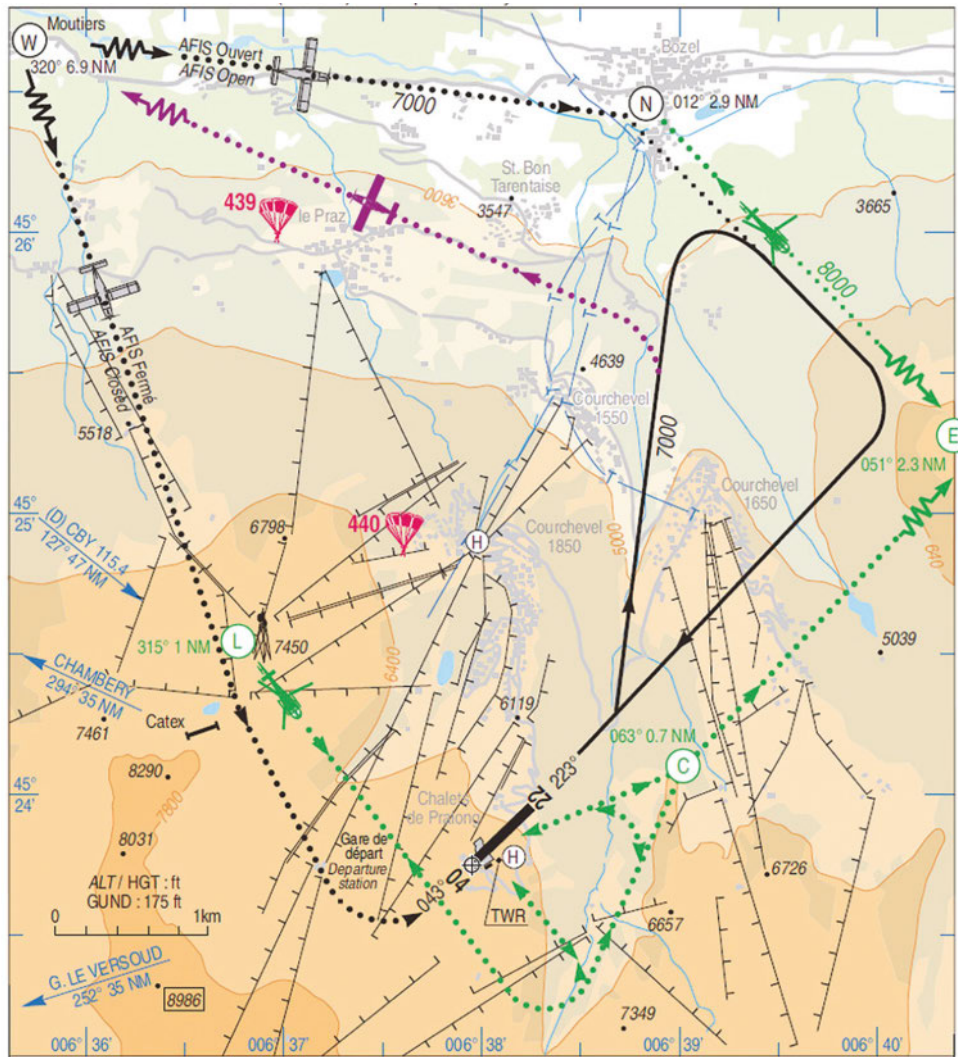 W
Moutiers
320° 6.9 NM
AFIS Ouvert
AFIS Open
7000
Bozel
N
012° 2.9 NM
St. Bon
Tarentaise
3547
3600
3665
439
le Praz
45°
26'
8000
AFIS Fermé
AFIS Closed
4639
Courchevel
1550
7000
5518
E
051° 2.3 NM
45°
25'
6798
440
H
Courchevel
1850
Courchevel
1650
5000
640
(D) CBY 115.4
127° 47 NM
L
315° 1 NM
7450
6400
5039
CHAMBERY
294° 35 NM
Catex
7461
6119
063° 0.7 NM
C
8290
7800
45°
24'
223°
22
Chalets
de Pralong
8031
Gare de
départ
Departure
station
H
04
043°
6726
ALT / HGT : ft
GUND : 175 ft
0
1km
TWR
6657
G. LE VERSOUD
252° 35 NM
8986
7349
006° 36'
006° 37'
006° 38'
006° 39'
006° 40'